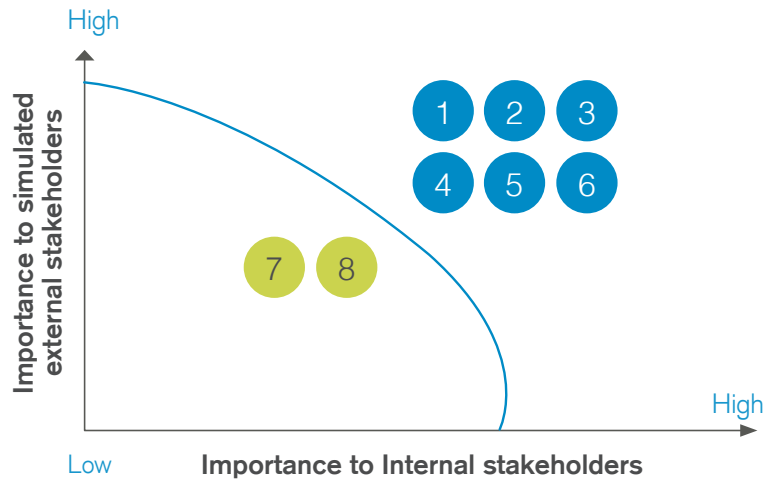 High
Importance to simulated
external stakeholders
1 2 3
4 5 6
7 8
High
Low
Importance to Internal stakeholders